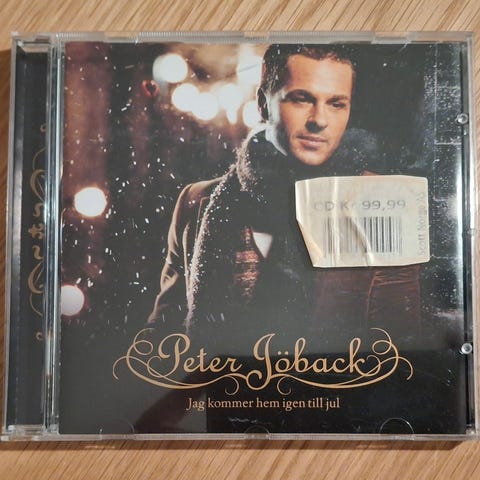 CD K 99,99
Peter Jöback
Jag kommer hem igen till jul